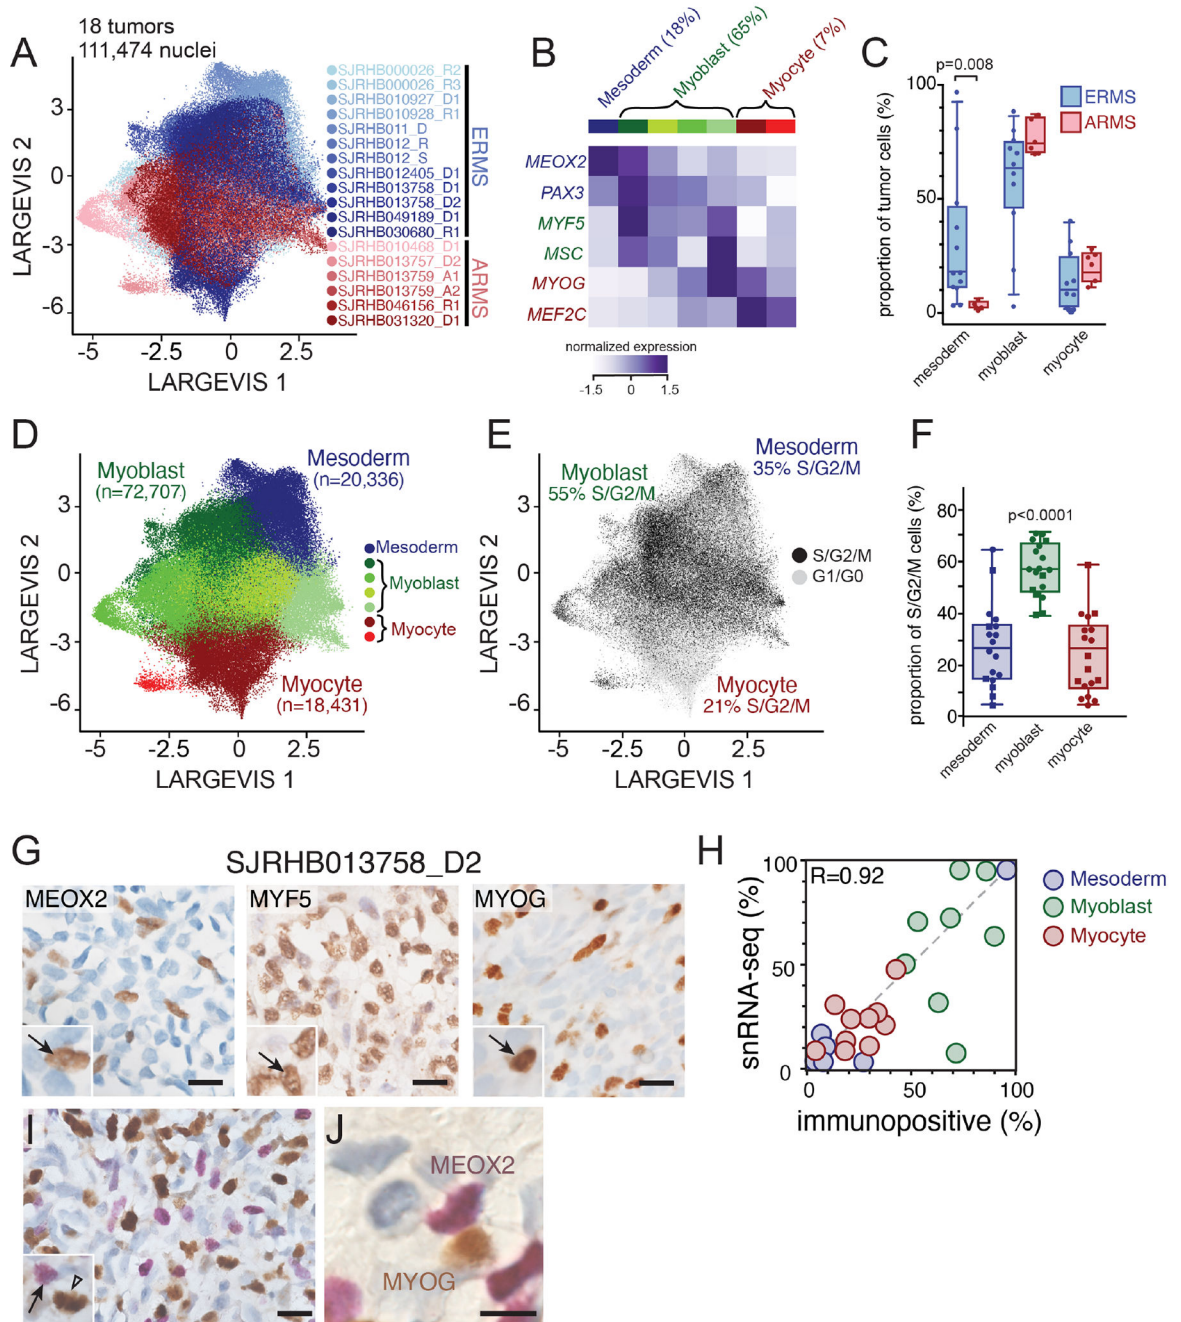 A
18 tumors
111,474 nuclei
LARGEVIS 2
3
0
-3
-6
-5
-2.5
0
2.5
LARGEVIS 1
SJRHB000026_R2
SJRHB000026_R3
SJRHB010927_D1
SJRHB010928_R1
SJRHB011_D
SJRHB012_R
SJRHB012_S
SJRHB012405_D1
SJRHB013758_D1
SJRHB013758_D2
SJRHB049189_D1
SJRHB030680_R1
ERMS
SJRHB010468_D1
SJRHB013757_D2
SJRHB013759_A1
SJRHB013759_A2
SJRHB046156_R1
SJRHB031320_D1
ARMS
B
Mesoderm (18%)
Myoblast (65%)
Myocyte (7%)
MEOX2
PAX3
MYF5
MSC
MYOG
MEF2C
normalized expression
-1.5
0
1.5
C
p=0.008
ERMS
ARMS
proportion of tumor cells (%)
100
50
0
mesoderm
myoblast
myocyte
D
Myoblast
(n=72,707)
Mesoderm
(n=20,336)
Mesoderm
Myoblast
Myocyte
Myocyte
(n=18,431)
LARGEVIS 2
3
0
-3
-6
-5
-2.5
0
2.5
LARGEVIS 1
E
Myoblast
55% S/G2/M
Mesoderm
35% S/G2/M
S/G2/M
G1/G0
Myocyte
21% S/G2/M
LARGEVIS 2
3
0
-3
-6
-5
-2.5
0
2.5
LARGEVIS 1
F
p<0.0001
proportion of S/G2/M cells (%)
80
60
40
20
0
mesoderm
myoblast
myocyte
G
SJRHB013758_D2
MEOX2
MYF5
MYOG
H
R=0.92
snRNA-seq (%)
100
50
0
0
50
100
immunopositive (%)
Mesoderm
Myoblast
Myocyte
I
J
MEOX2
MYOG